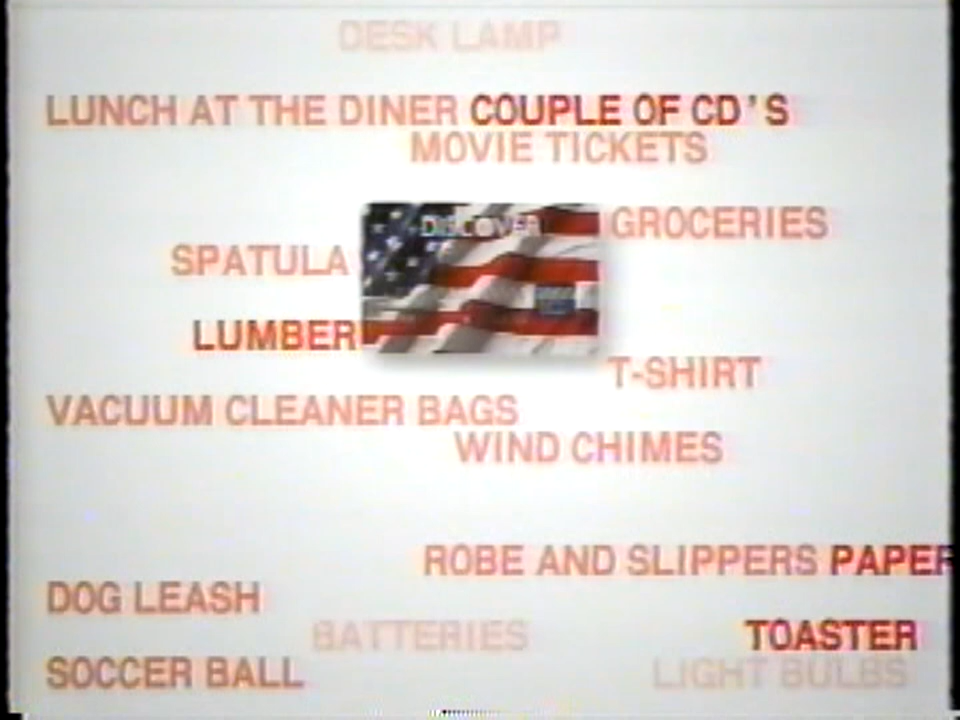 DESK LAMP
LUNCH AT THE DINER COUPLE OF CD'S
MOVIE TICKETS
DISCOVER
GROCERIES
SPATULA
LUMBER
T-SHIRT
VACUUM CLEANER BAGS
WIND CHIMES
ROBE AND SLIPPERS PAPER
DOG LEASH
BATTERIES
TOASTER
SOCCER BALL
LIGHT BULBS